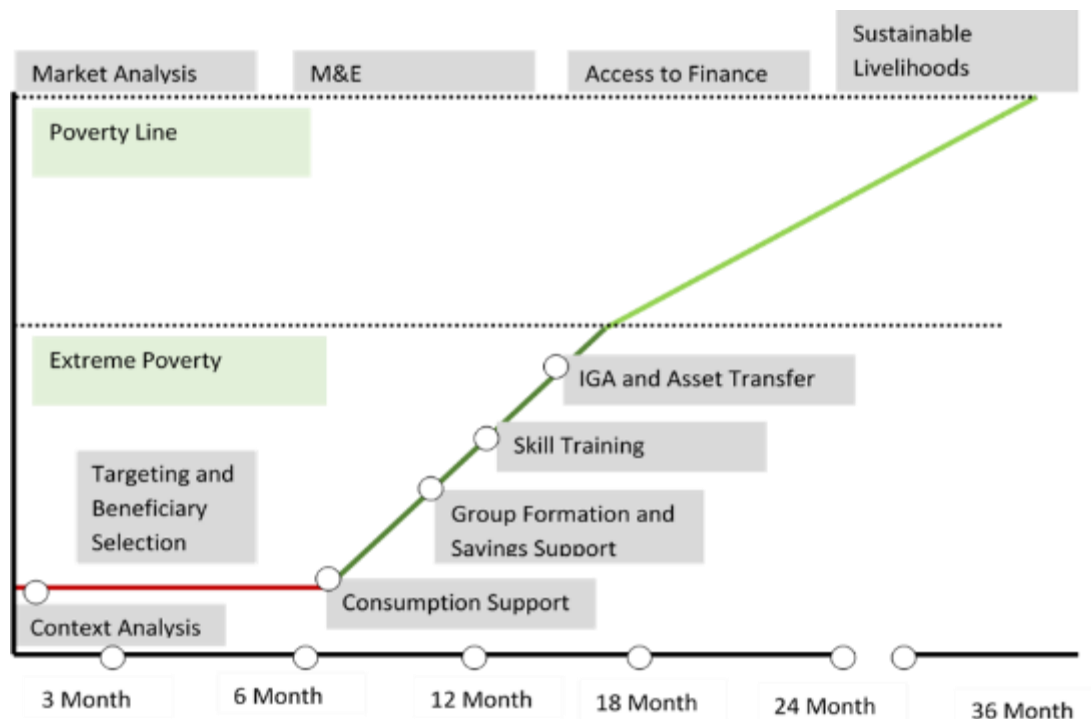 Sustainable
Livelihoods
Market Analysis
M&E
Access to Finance
Poverty Line
Extreme Poverty
IGA and Asset Transfer
Skill Training
Targeting and
Beneficiary
Selection
Group Formation and
Savings Support
Consumption Support
Context Analysis
3 Month
6 Month
12 Month
18 Month
24 Month
36 Month